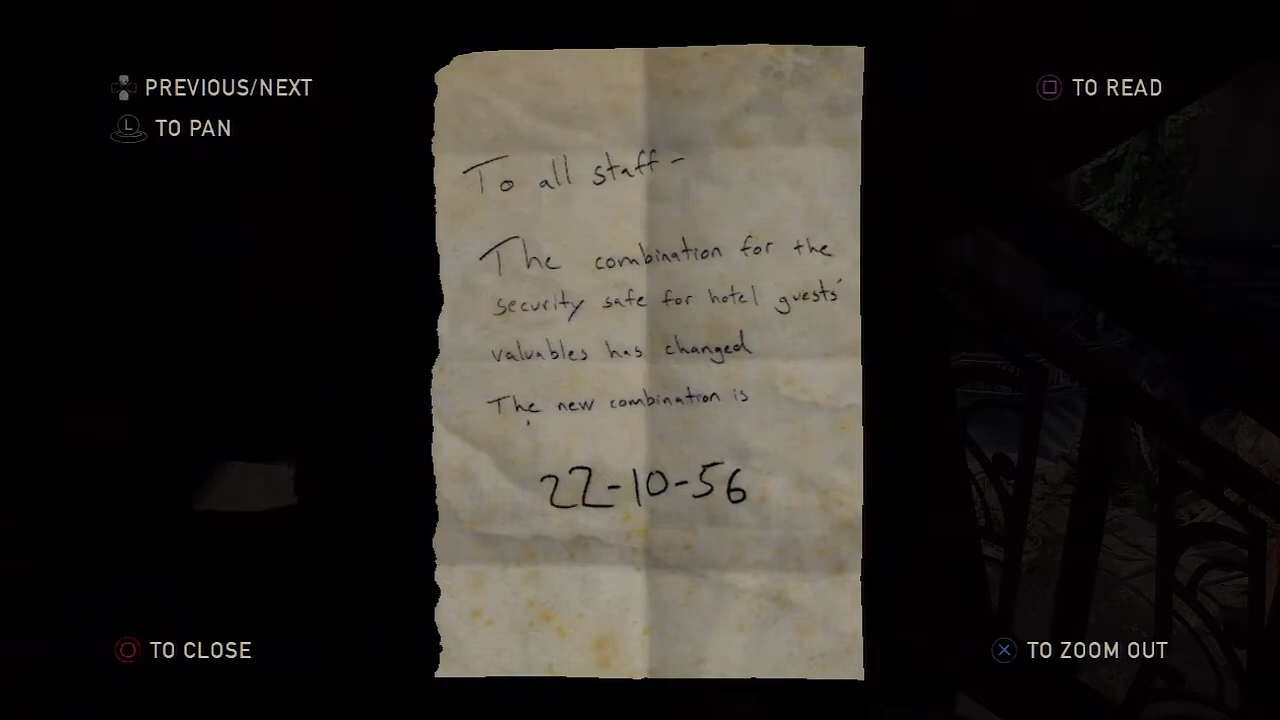 PREVIOUS/NEXT
L TO PAN
TO READ
To all staff -
The combination for the
security safe for hotel guests'
valuables has changed
The new combination is
22-10-56
TO CLOSE
TO ZOOM OUT